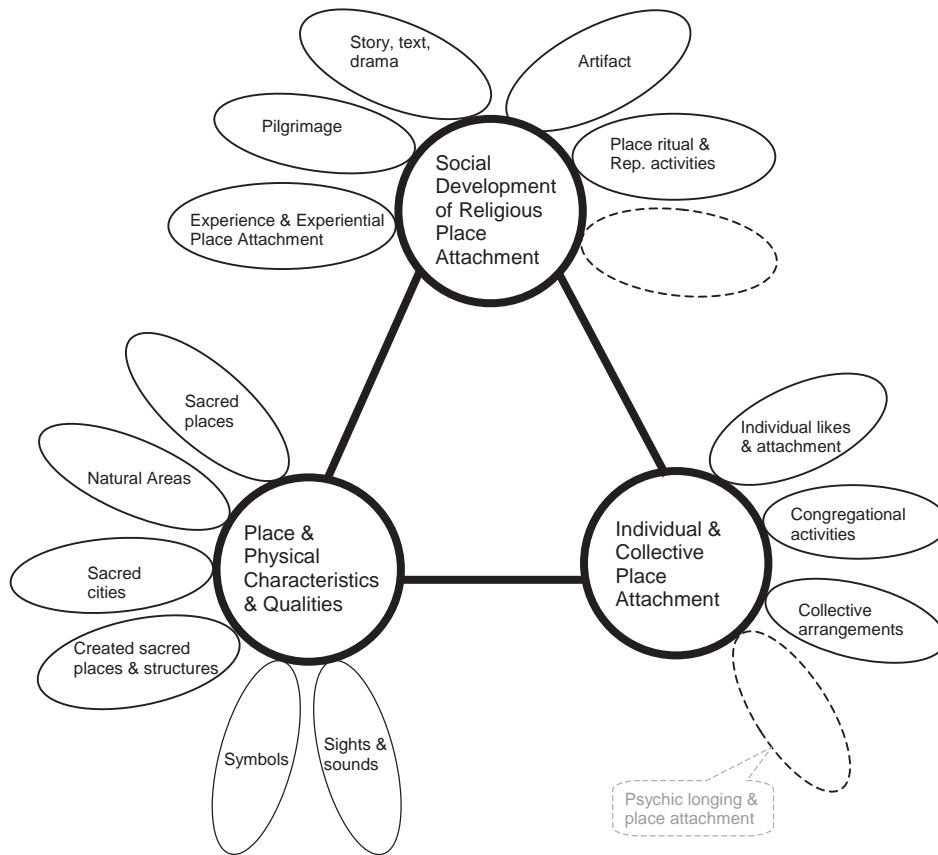 Story, text,
drama
Artifact
Pilgrimage
Place ritual &
Rep. activities
Experience & Experiential
Place Attachment
Social
Development
of Religious
Place
Attachment
Sacred
places
Natural Areas
Sacred
cities
Created sacred
places & structures
Symbols
Sights &
sounds
Place &
Physical
Characteristics
& Qualities
Individual likes
& attachment
Congregational
activities
Collective
arrangements
Individual &
Collective
Place
Attachment
Psychic longing &
place attachment